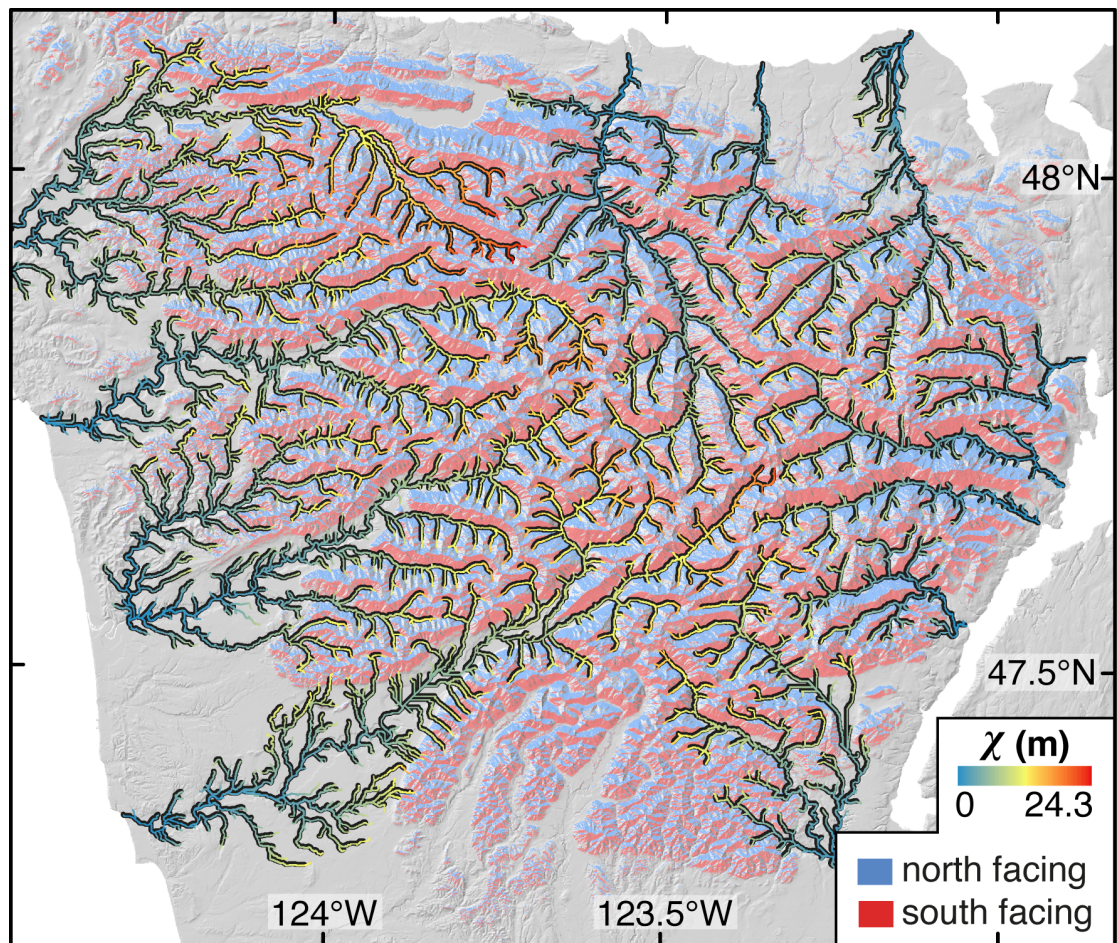 48°N
47.5°N
χ (m)
0 24.3
north facing
south facing
124°W 123.5°W